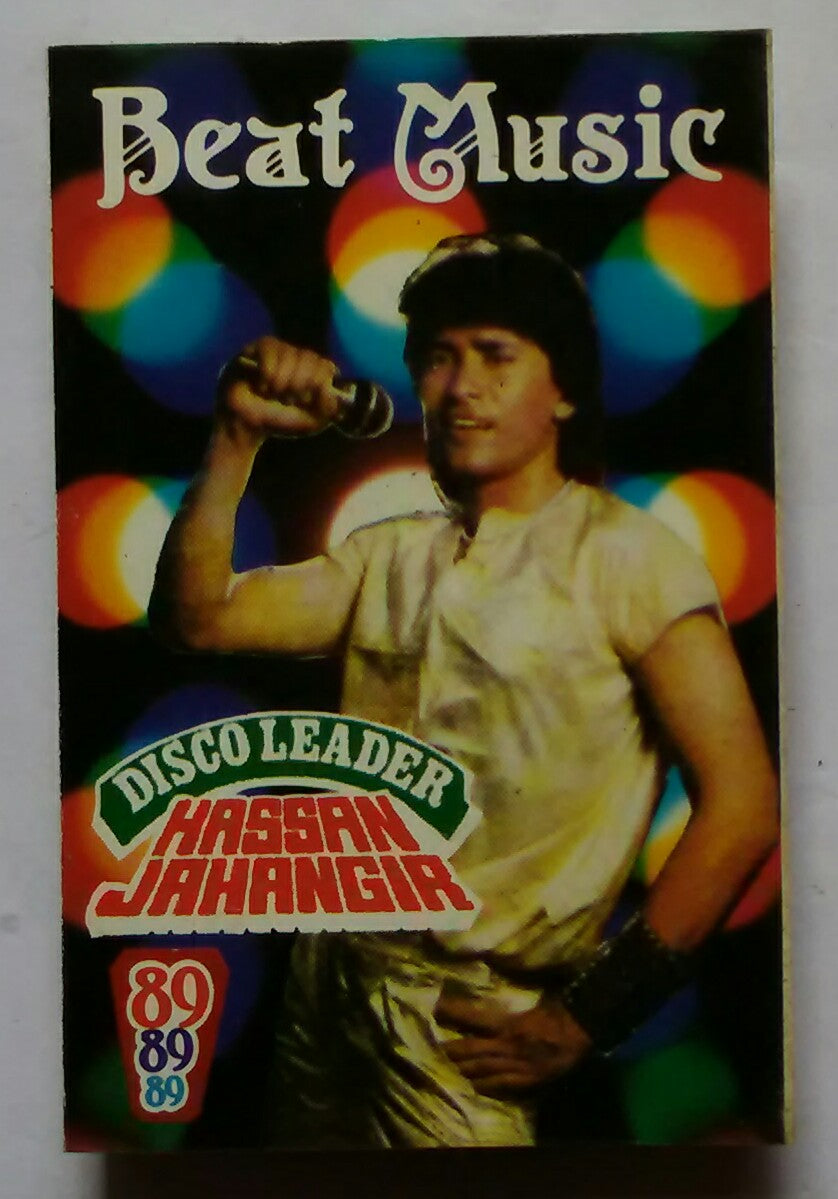 Beat Music
DISCO LEADER
HASSAN
JAHANGIR
89
89
89